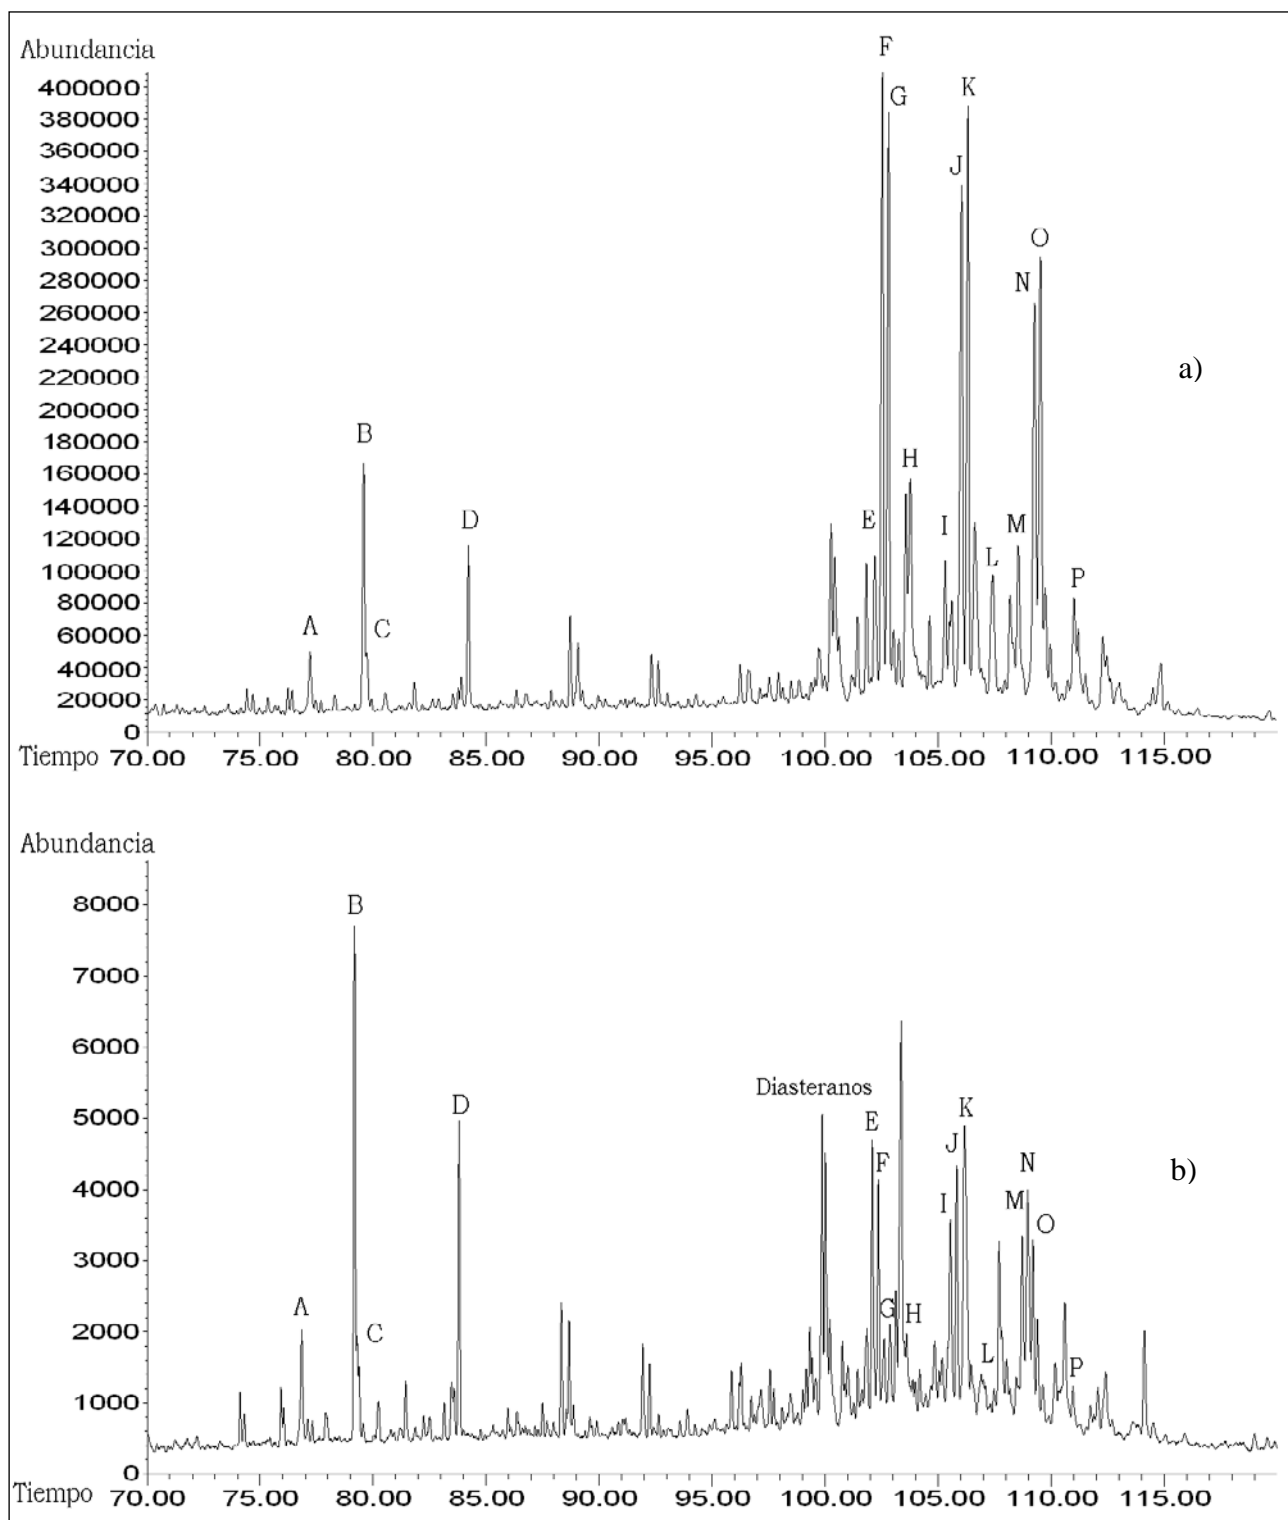 Abundancia
400000
380000
360000
340000
320000
300000
280000
260000
240000
220000
200000
180000
160000
140000
120000
100000
80000
60000
40000
20000
0
Tiempo 70.00 75.00 80.00 85.00 90.00 95.00 100.00 105.00 110.00 115.00
A
B
C
D
E
F
G
H
I
J
K
L
M
N
O
P
a)
Abundancia
8000
7000
6000
5000
4000
3000
2000
1000
0
Tiempo 70.00 75.00 80.00 85.00 90.00 95.00 100.00 105.00 110.00 115.00
A
B
C
D
Diasteranos
E
F
G
H
I
J
K
L
M
N
O
P
b)